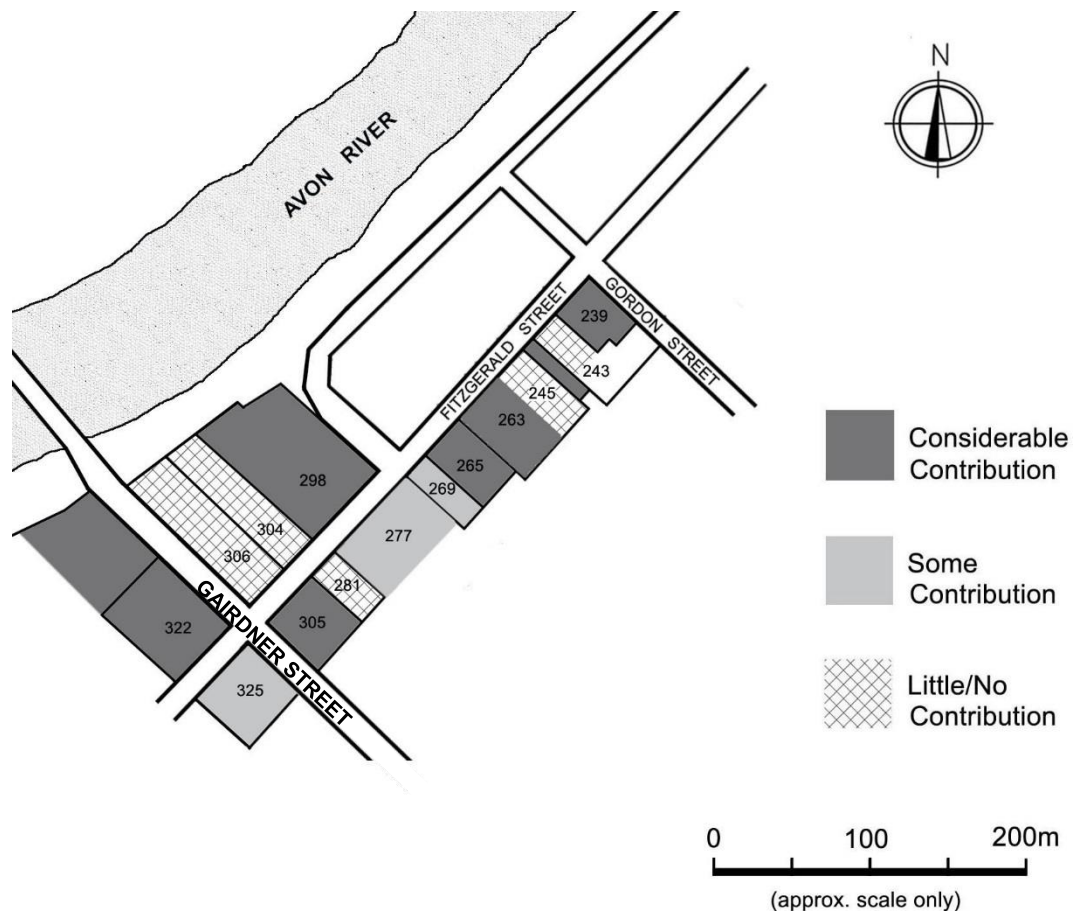 N
AVON RIVER
239
GORDON STREET
FITZGERALD STREET
243
245
263
265
269
298
277
304
306
281
305
322
GAIRDNER STREET
325
Considerable
Contribution
Some
Contribution
Little/No
Contribution
0 100 200m
(approx. scale only)